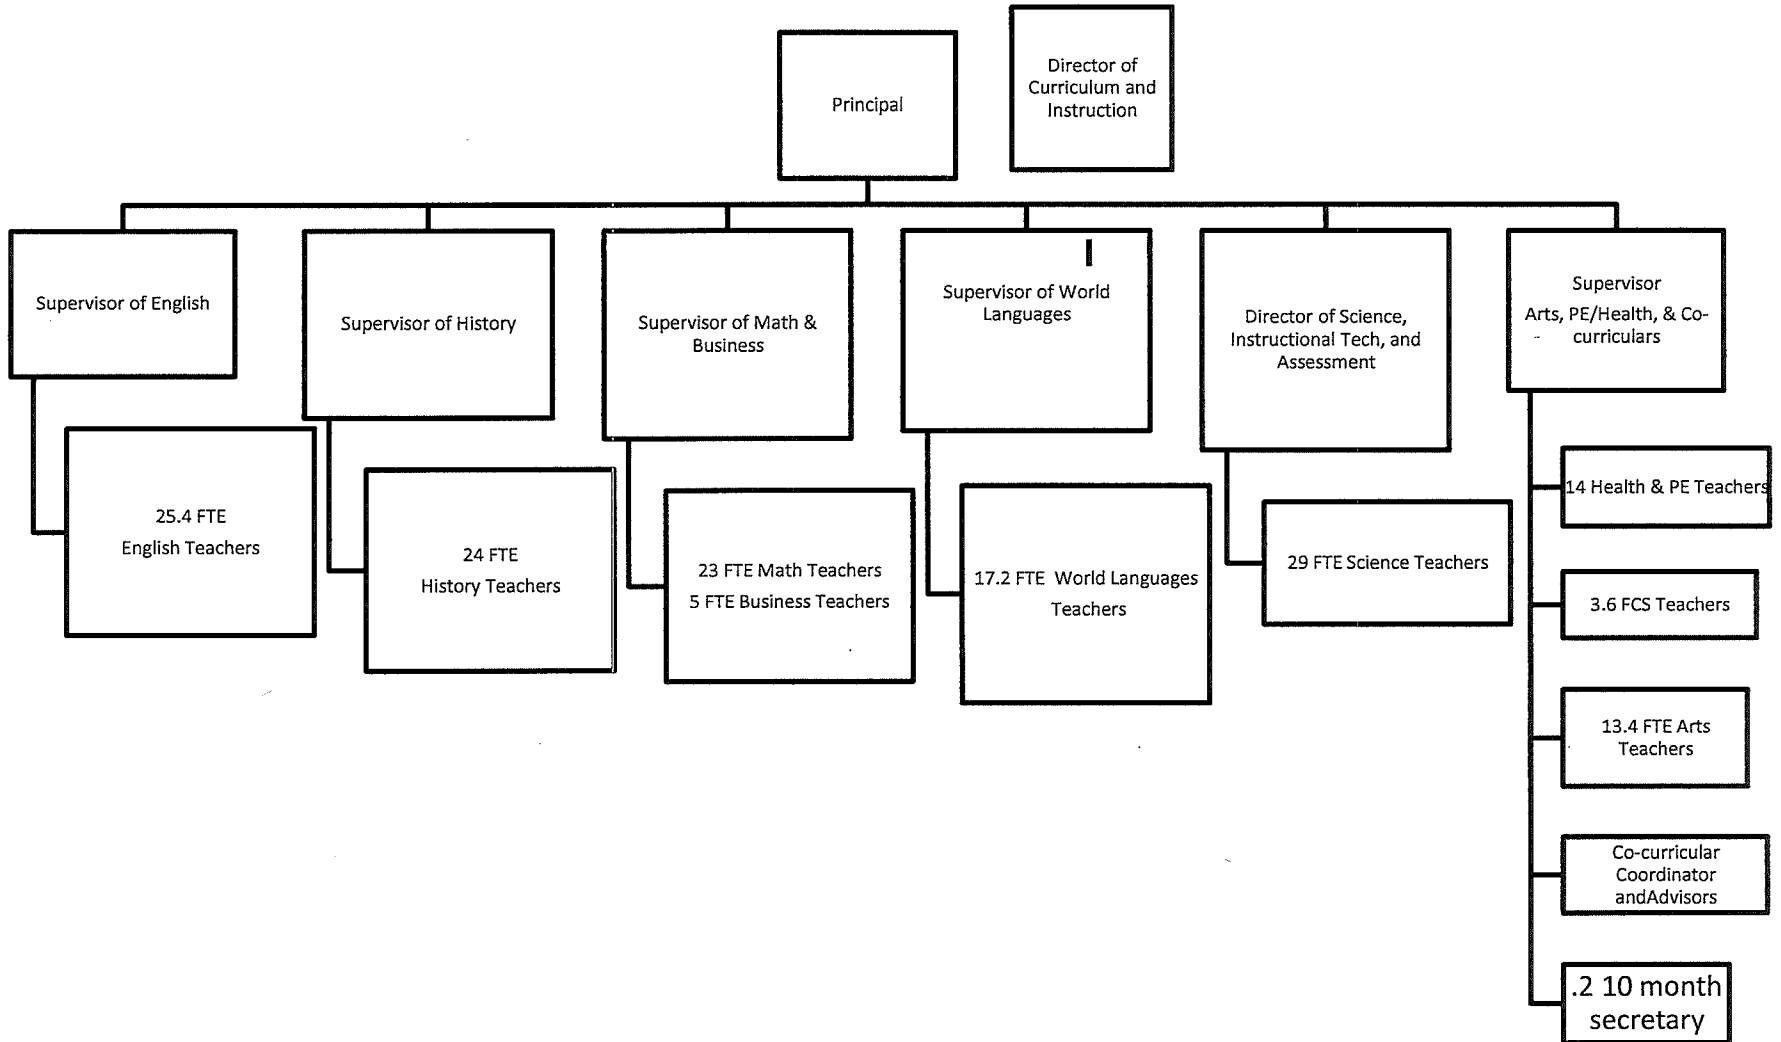 Principal
Director of
Curriculum and
Instruction
Supervisor of English
Supervisor of History
Supervisor of Math &
Business
Supervisor of World
Languages
Director of Science,
Instructional Tech, and
Assessment
Supervisor
Arts, PE/Health, & Co-
curriculars
25.4 FTE
English Teachers
24 FTE
History Teachers
23 FTE Math Teachers
5 FTE Business Teachers
17.2 FTE World Languages
Teachers
29 FTE Science Teachers
14 Health & PE Teachers
3.6 FCS Teachers
13.4 FTE Arts
Teachers
Co-curricular
Coordinator
andAdvisors
.2 10 month
secretary